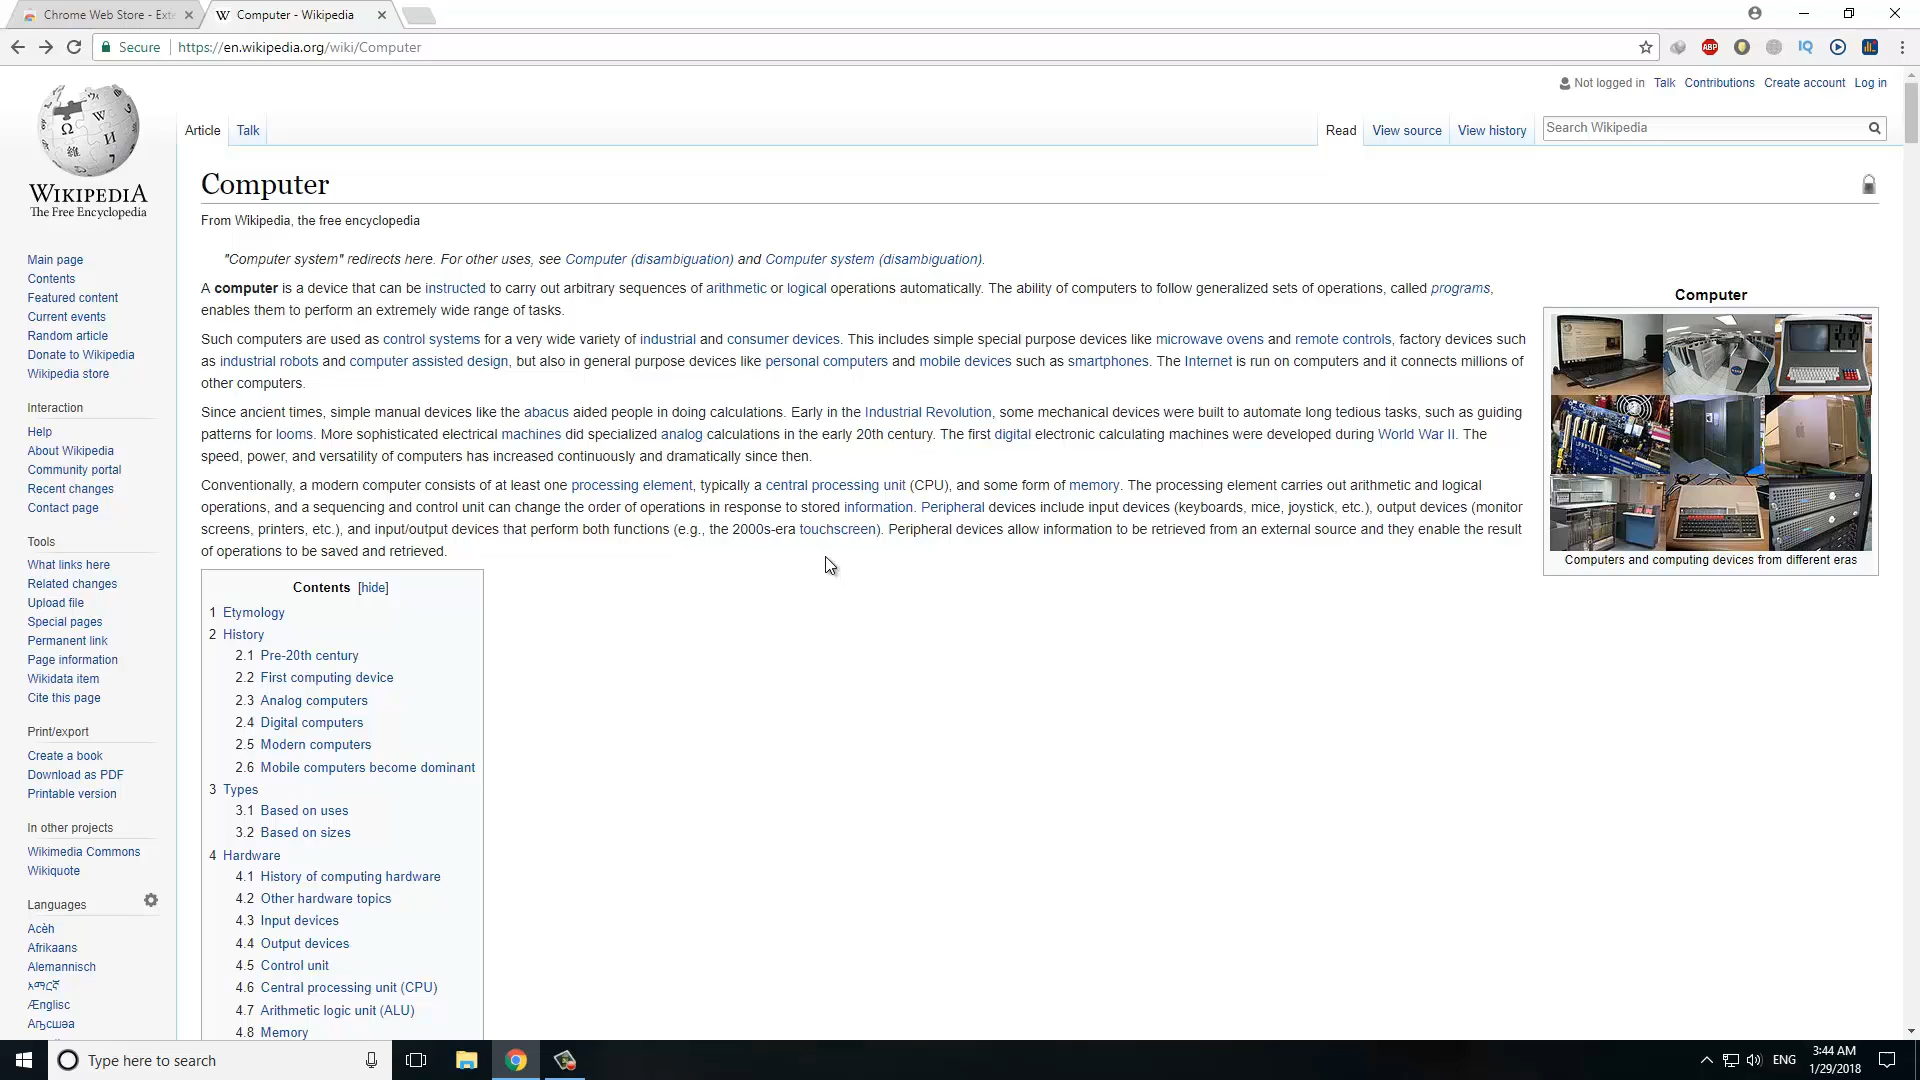 Chrome Web Store - Exte
Computer - Wikipedia
Secure
https://en.wikipedia.org/wiki/Computer
ABP
IQ
Not logged in
Talk
Contributions
Create account
Log in
WIKIPEDIA
The Free Encyclopedia
Article
Talk
Read
View source
View history
Search Wikipedia
Computer
From Wikipedia, the free encyclopedia
"Computer system" redirects here. For other uses, see Computer (disambiguation) and Computer system (disambiguation).
A computer is a device that can be instructed to carry out arbitrary sequences of arithmetic or logical operations automatically. The ability of computers to follow generalized sets of operations, called programs,
enables them to perform an extremely wide range of tasks.
Such computers are used as control systems for a very wide variety of industrial and consumer devices. This includes simple special purpose devices like microwave ovens and remote controls, factory devices such
as industrial robots and computer assisted design, but also in general purpose devices like personal computers and mobile devices such as smartphones. The Internet is run on computers and it connects millions of
other computers.
Since ancient times, simple manual devices like the abacus aided people in doing calculations. Early in the Industrial Revolution, some mechanical devices were built to automate long tedious tasks, such as guiding
patterns for looms. More sophisticated electrical machines did specialized analog calculations in the early 20th century. The first digital electronic calculating machines were developed during World War II. The
speed, power, and versatility of computers has increased continuously and dramatically since then.
Conventionally, a modern computer consists of at least one processing element, typically a central processing unit (CPU), and some form of memory. The processing element carries out arithmetic and logical
operations, and a sequencing and control unit can change the order of operations in response to stored information. Peripheral devices include input devices (keyboards, mice, joystick, etc.), output devices (monitor
screens, printers, etc.), and input/output devices that perform both functions (e.g., the 2000s-era touchscreen). Peripheral devices allow information to be retrieved from an external source and they enable the result
of operations to be saved and retrieved.
Computer
Computers and computing devices from different eras
Contents [hide]
1 Etymology
2 History
2.1 Pre-20th century
2.2 First computing device
2.3 Analog computers
2.4 Digital computers
2.5 Modern computers
2.6 Mobile computers become dominant
3 Types
3.1 Based on uses
3.2 Based on sizes
4 Hardware
4.1 History of computing hardware
4.2 Other hardware topics
4.3 Input devices
4.4 Output devices
4.5 Control unit
4.6 Central processing unit (CPU)
4.7 Arithmetic logic unit (ALU)
4.8 Memory
Main page
Contents
Featured content
Current events
Random article
Donate to Wikipedia
Wikipedia store
Interaction
Help
About Wikipedia
Community portal
Recent changes
Contact page
Tools
What links here
Related changes
Upload file
Special pages
Permanent link
Page information
Wikidata item
Cite this page
Print/export
Create a book
Download as PDF
Printable version
In other projects
Wikimedia Commons
Wikiquote
Languages
Acèh
Afrikaans
Alemannisch
አማርኛ
Ænglisc
Аҧсшәа
Type here to search
ENG
3:44 AM
1/29/2018